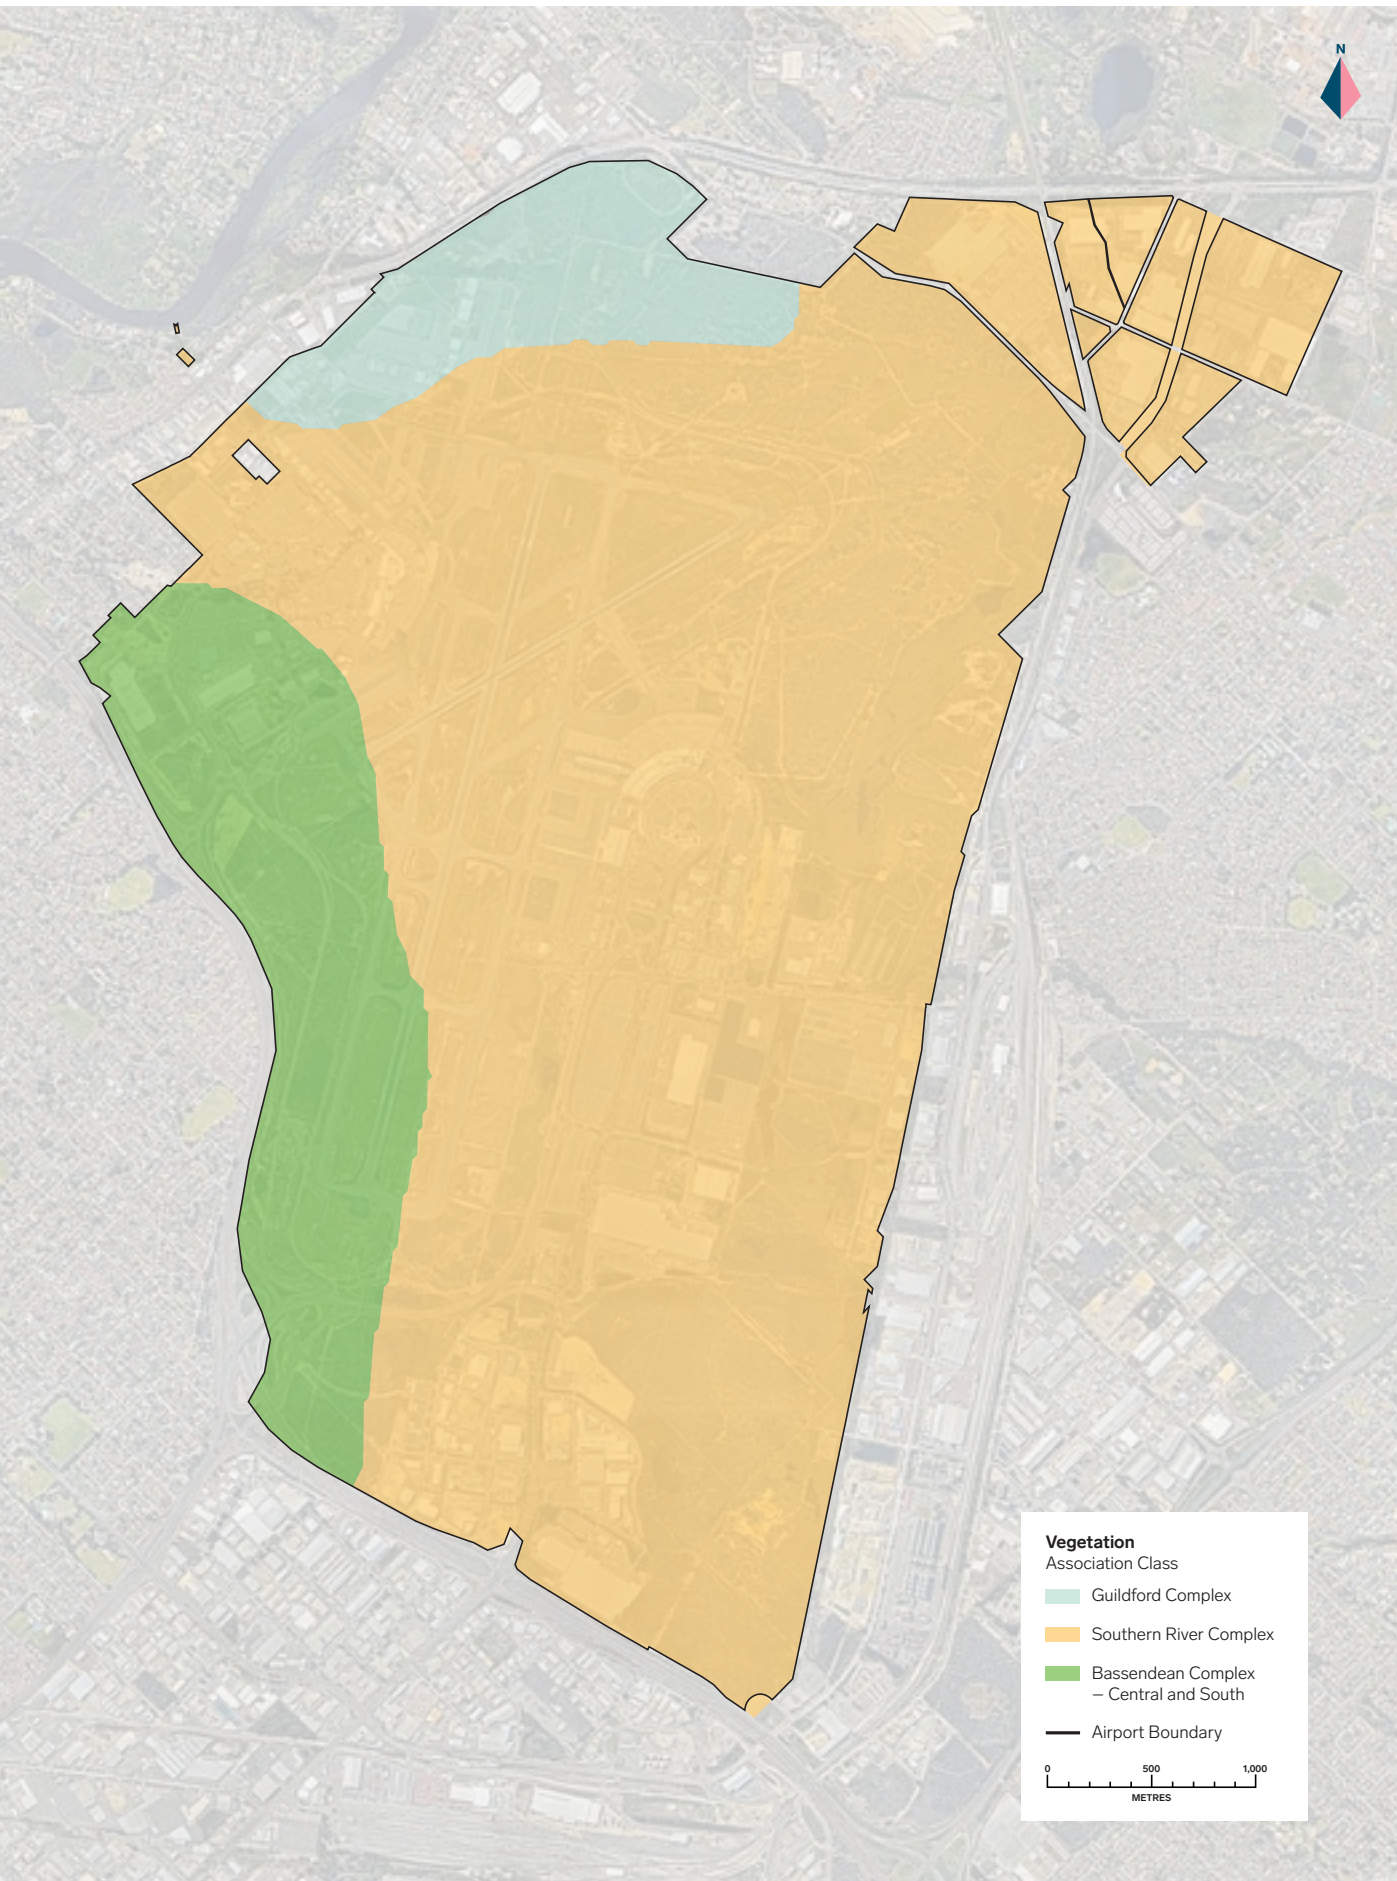 N
Vegetation
Association Class
Guildford Complex
Southern River Complex
Bassendean Complex
– Central and South
Airport Boundary
0 500 1,000
METRES